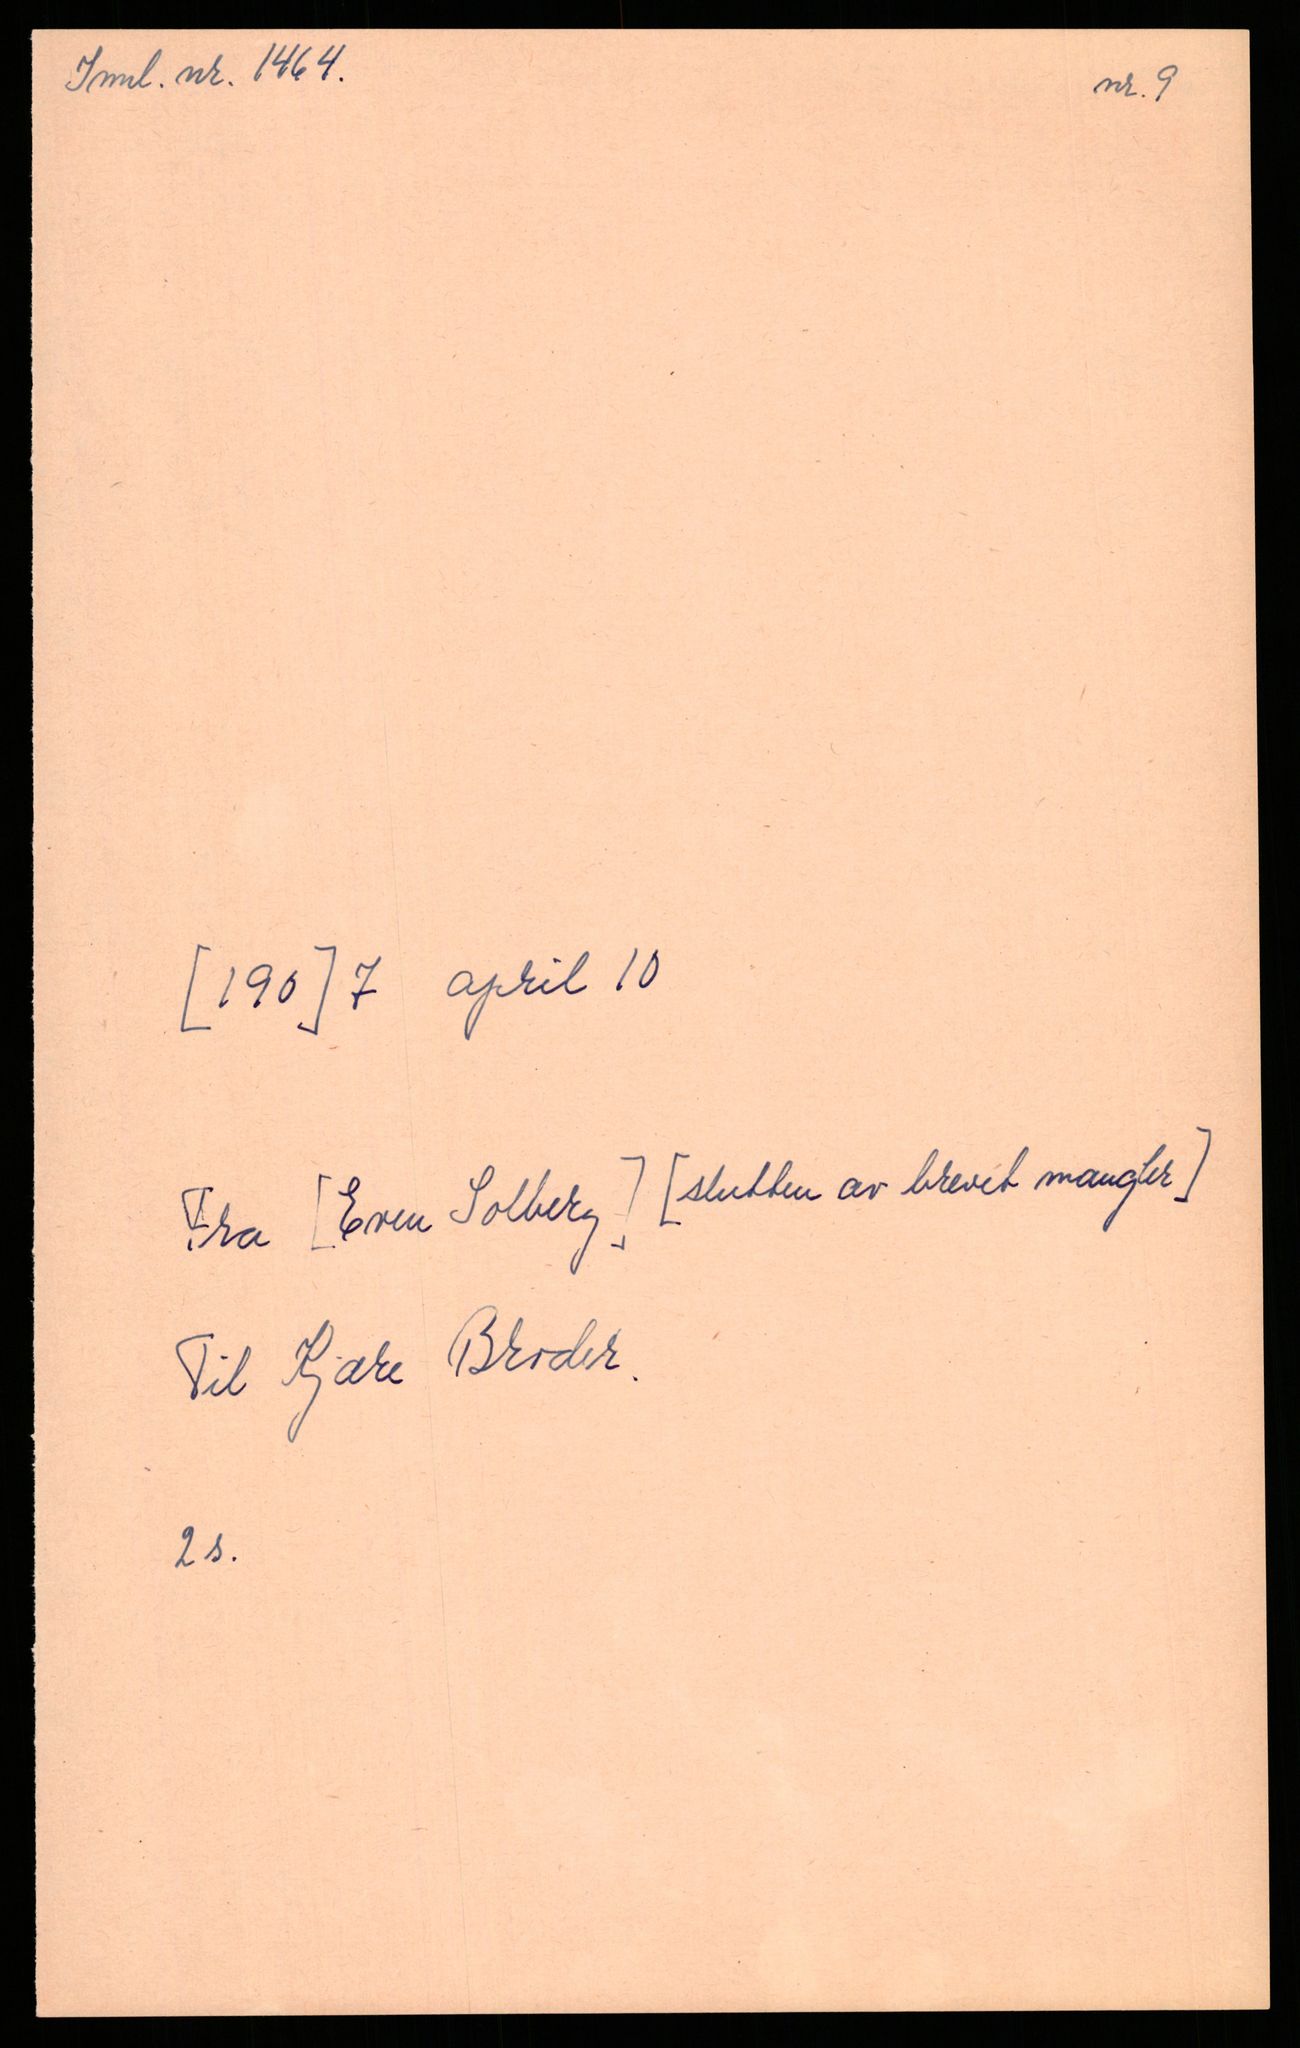 Iml. nr. 1464.
nr. 9
[190]7 april 10
Fra [Even Solberg] [slutten av brevet mangler]
Til Kjære Broder.
2 s.